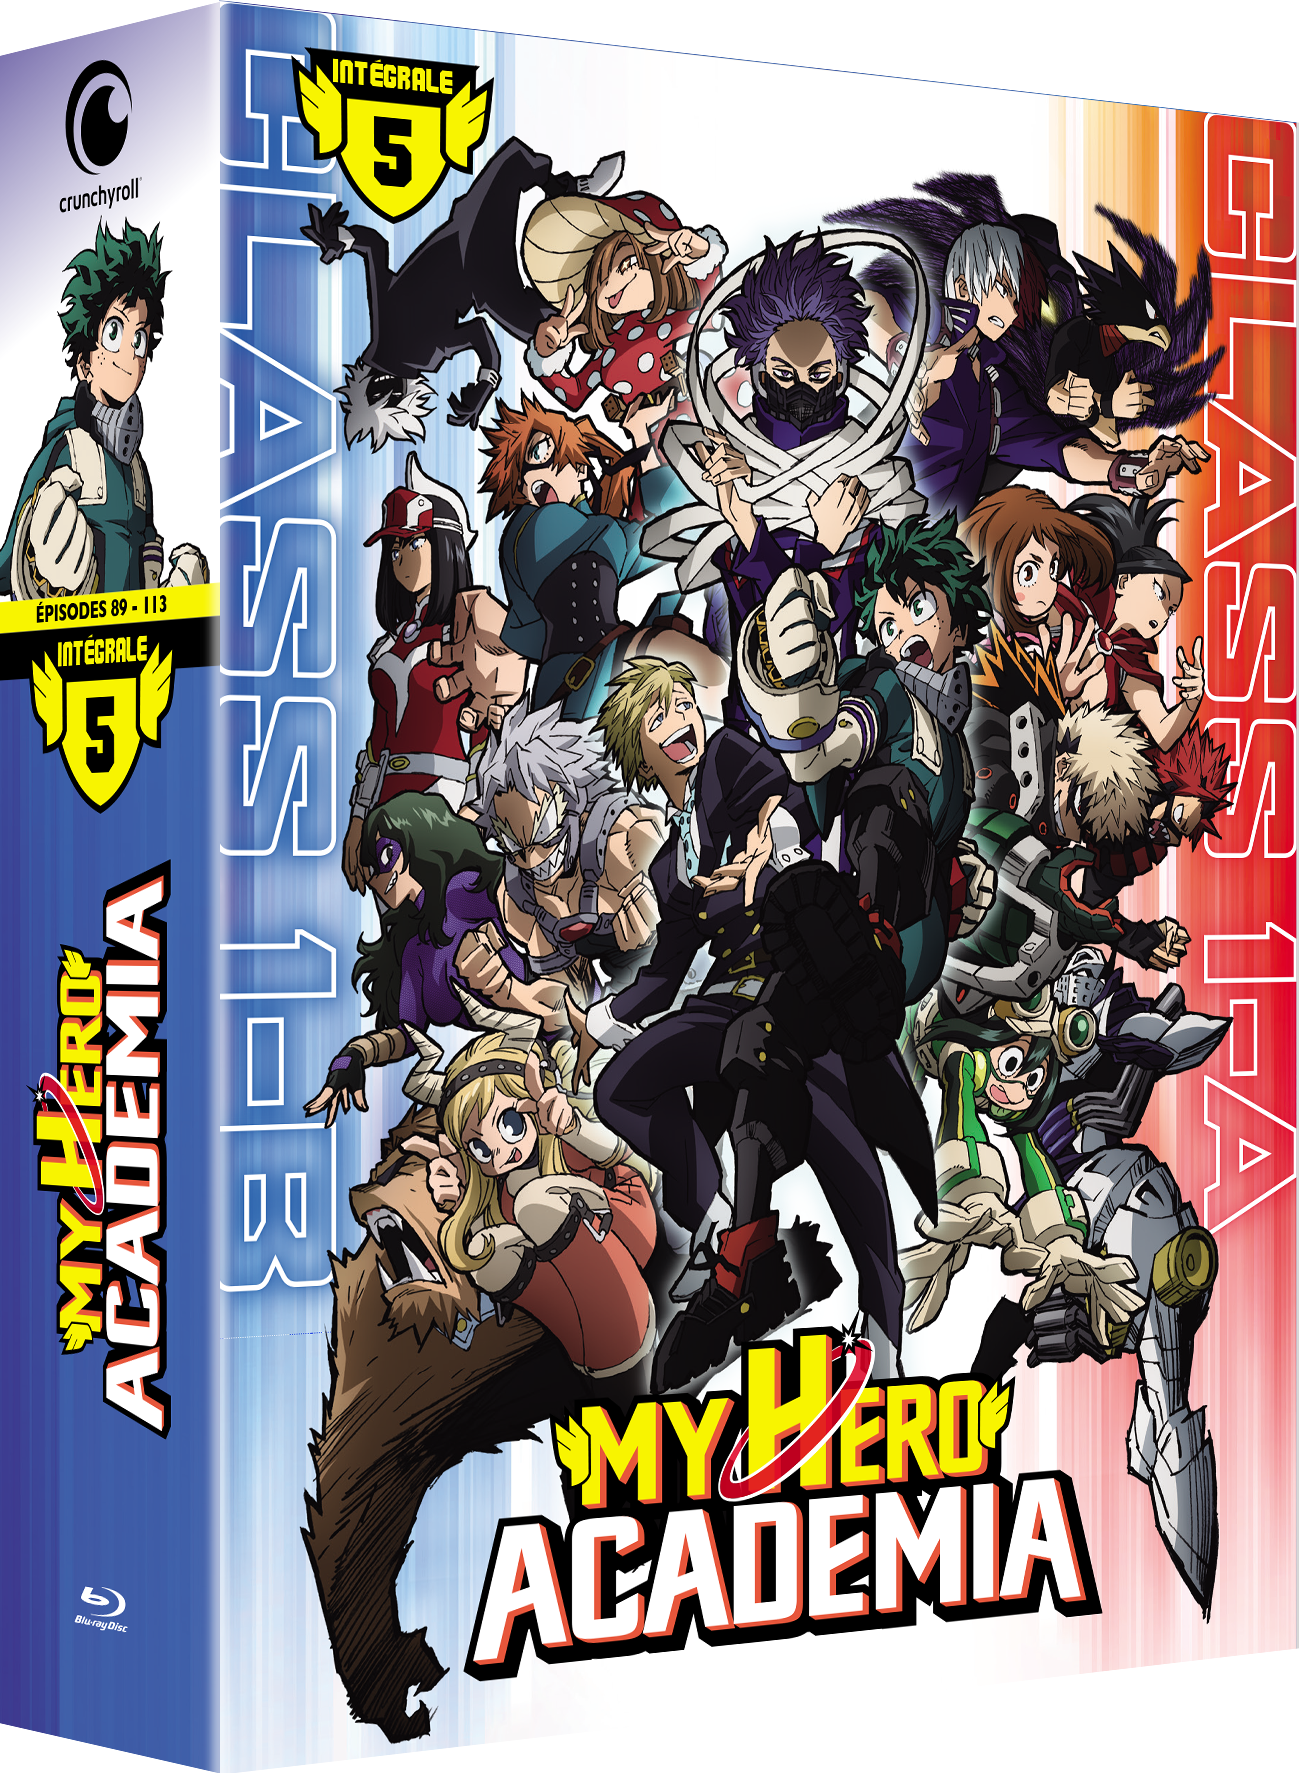 crunchyroll
ÉPISODES 89 - 113
INTÉGRALE
5
MY HERO
ACADEMIA
Blu-ray Disc
INTÉGRALE
5
CLASS 1-B
CLASS 1-A
MY HERO
ACADEMIA